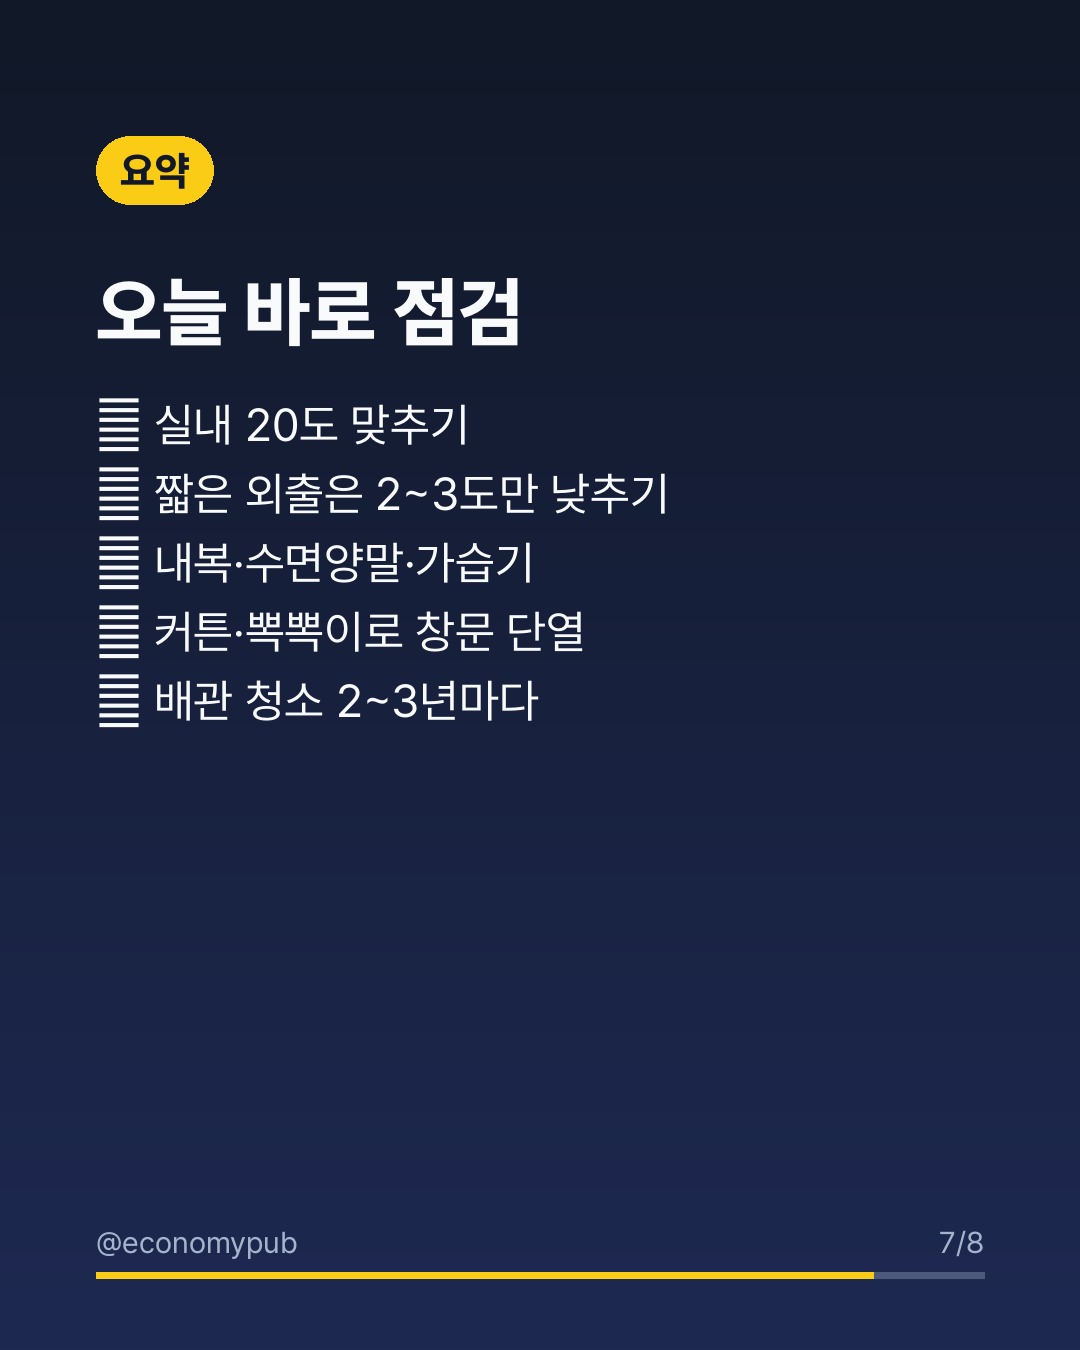 요약
오늘 바로 점검
실내 20도 맞추기
짧은 외출은 2~3도만 낮추기
내복·수면양말·가습기
커튼·뽁뽁이로 창문 단열
배관 청소 2~3년마다
@economypub
7/8